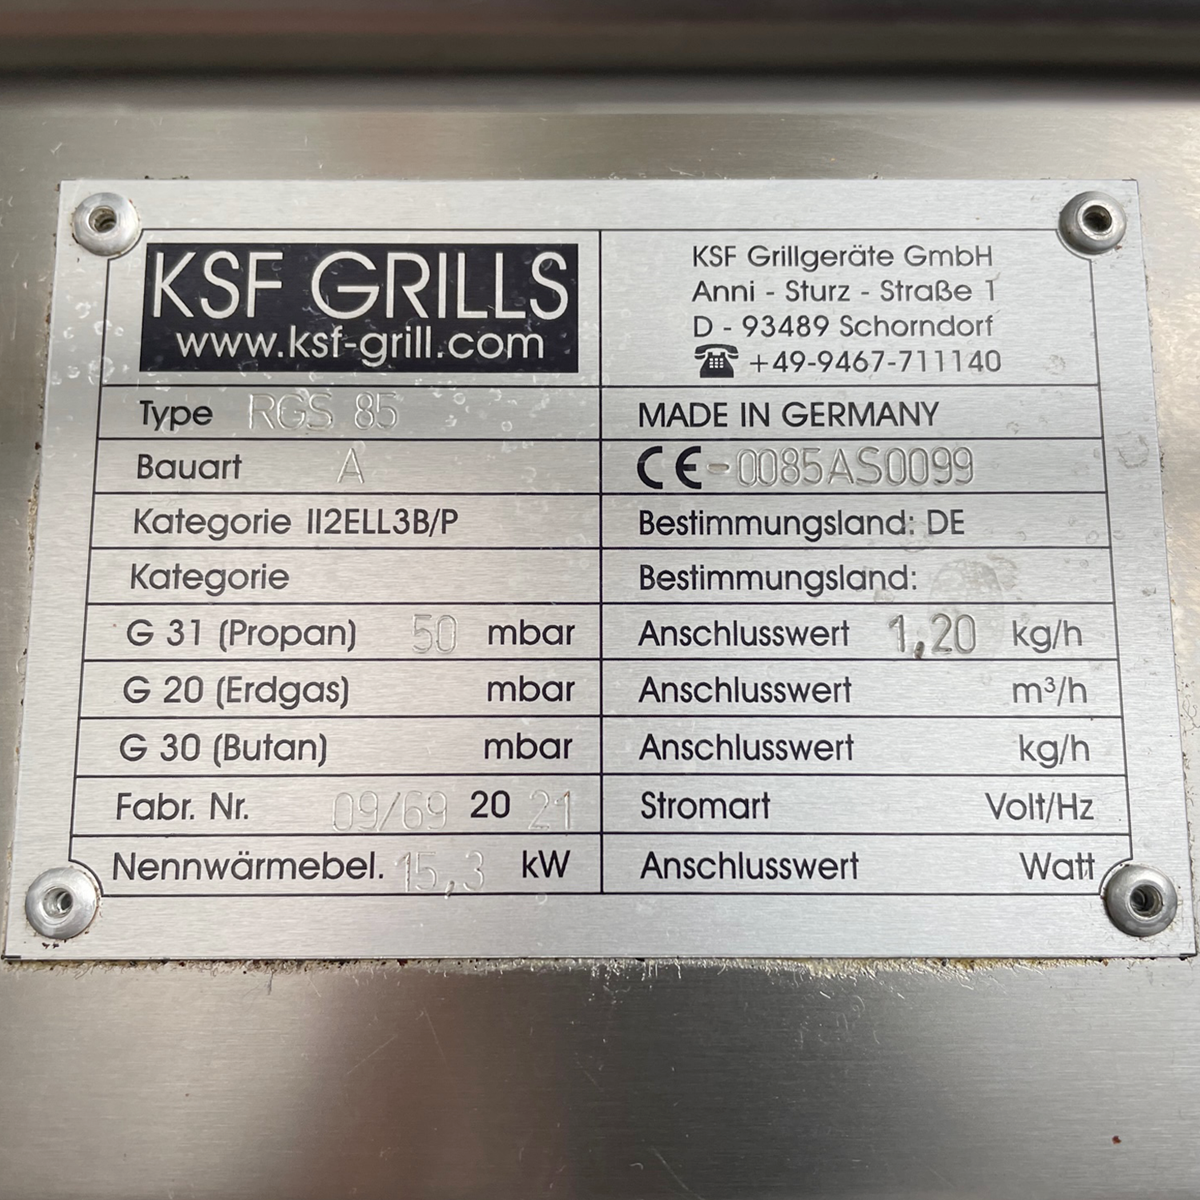 KSF GRILLS
www.ksf-grill.com
KSF Grillgeräte GmbH
Anni - Sturz - Straße 1
D - 93489 Schorndorf
☎ +49-9467-711140
Type RGS 85
MADE IN GERMANY
Bauart A
CE-0085AS0099
Kategorie II2ELL3B/P
Bestimmungsland: DE
Kategorie
Bestimmungsland:
G 31 (Propan) 50 mbar
Anschlusswert 1,20 kg/h
G 20 (Erdgas) mbar
Anschlusswert m³/h
G 30 (Butan) mbar
Anschlusswert kg/h
Fabr. Nr. 09/69 20 21
Stromart Volt/Hz
Nennwärmebel. 15,3 kW
Anschlusswert Watt